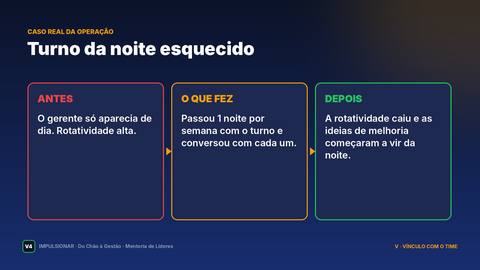 CASO REAL DA OPERAÇÃO
Turno da noite esquecido
ANTES
O gerente só aparecia de
dia. Rotatividade alta.
O QUE FEZ
Passou 1 noite por
semana com o turno e
conversou com cada um.
DEPOIS
A rotatividade caiu e as
ideias de melhoria
começaram a vir da
noite.
V4 IMPULSIONAR · Do Chão à Gestão · Mentoria de Líderes
V · VÍNCULO COM O TIME